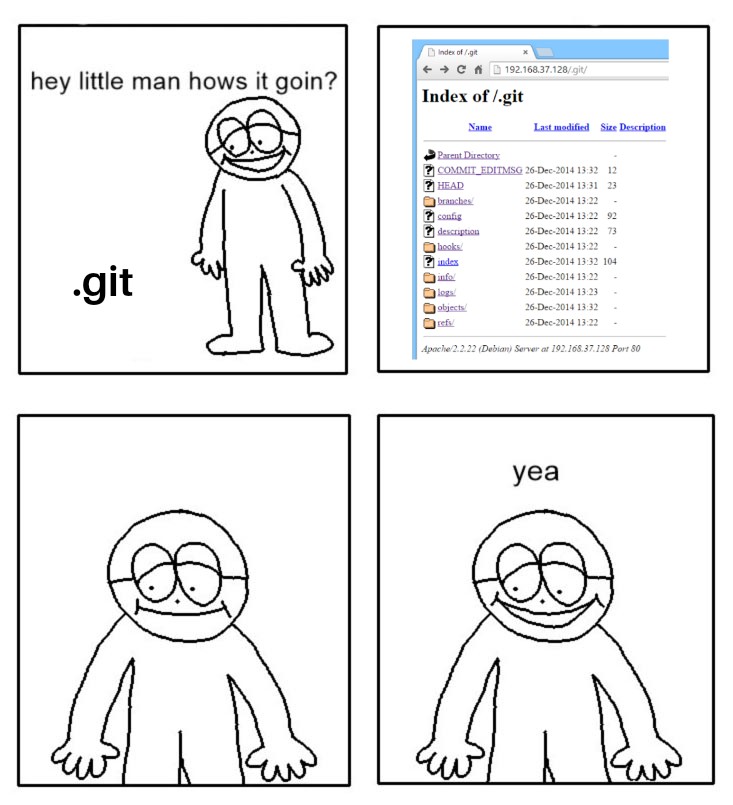 hey little man hows it goin?
.git
Index of /.git
192.168.37.128/.git/
Index of /.git
Name Last modified Size Description
Parent Directory -
COMMIT_EDITMSG 26-Dec-2014 13:32 12
HEAD 26-Dec-2014 13:31 23
branches/ 26-Dec-2014 13:22 -
config 26-Dec-2014 13:22 92
description 26-Dec-2014 13:22 73
hooks/ 26-Dec-2014 13:22 -
index 26-Dec-2014 13:32 104
info/ 26-Dec-2014 13:22 -
logs/ 26-Dec-2014 13:23 -
objects/ 26-Dec-2014 13:32 -
refs/ 26-Dec-2014 13:22 -
Apache/2.2.22 (Debian) Server at 192.168.37.128 Port 80
yea